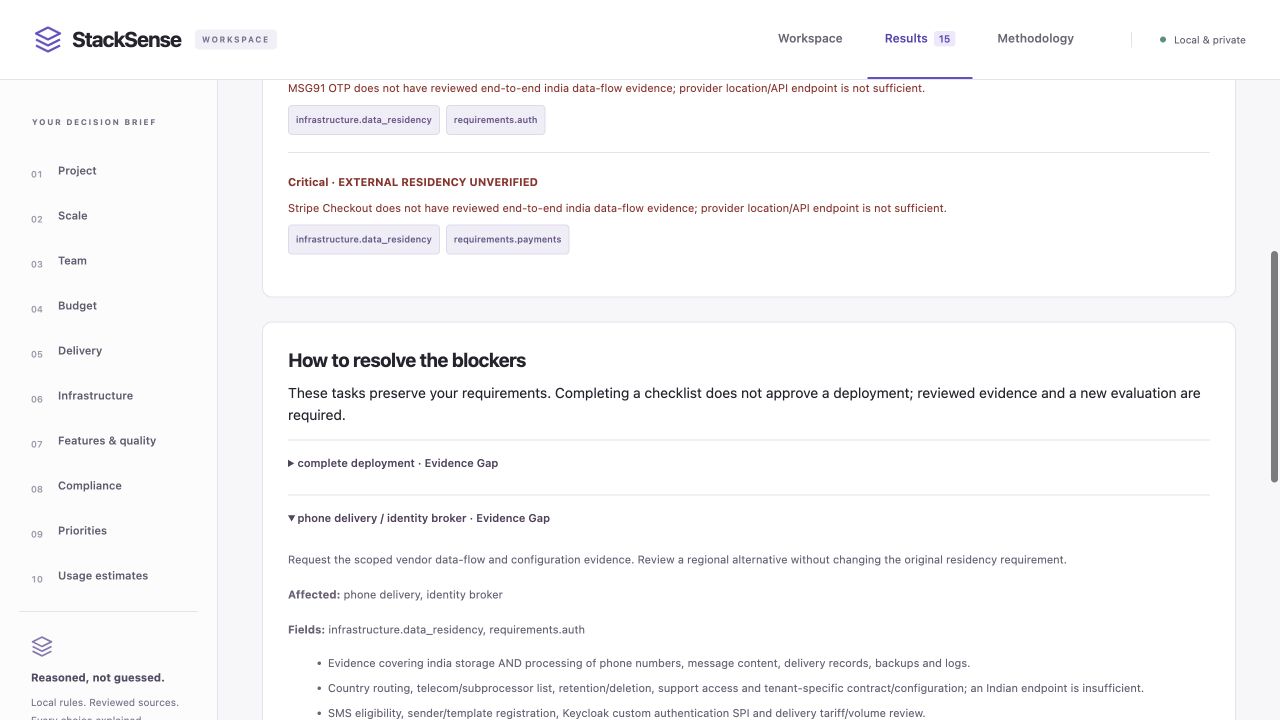 StackSense
WORKSPACE
Workspace
Results 15
Methodology
Local & private
YOUR DECISION BRIEF
01 Project
02 Scale
03 Team
04 Budget
05 Delivery
06 Infrastructure
07 Features & quality
08 Compliance
09 Priorities
10 Usage estimates
Reasoned, not guessed.
Local rules. Reviewed sources.
Every choice explained.
MSG91 OTP does not have reviewed end-to-end india data-flow evidence; provider location/API endpoint is not sufficient.
infrastructure.data_residency requirements.auth
Critical · EXTERNAL RESIDENCY UNVERIFIED
Stripe Checkout does not have reviewed end-to-end india data-flow evidence; provider location/API endpoint is not sufficient.
infrastructure.data_residency requirements.payments
How to resolve the blockers
These tasks preserve your requirements. Completing a checklist does not approve a deployment; reviewed evidence and a new evaluation are
required.
complete deployment · Evidence Gap
phone delivery / identity broker · Evidence Gap
Request the scoped vendor data-flow and configuration evidence. Review a regional alternative without changing the original residency requirement.
Affected: phone delivery, identity broker
Fields: infrastructure.data_residency, requirements.auth
• Evidence covering india storage AND processing of phone numbers, message content, delivery records, backups and logs.
• Country routing, telecom/subprocessor list, retention/deletion, support access and tenant-specific contract/configuration; an Indian endpoint is insufficient.
• SMS eligibility, sender/template registration, Keycloak custom authentication SPI and delivery tariff/volume review.